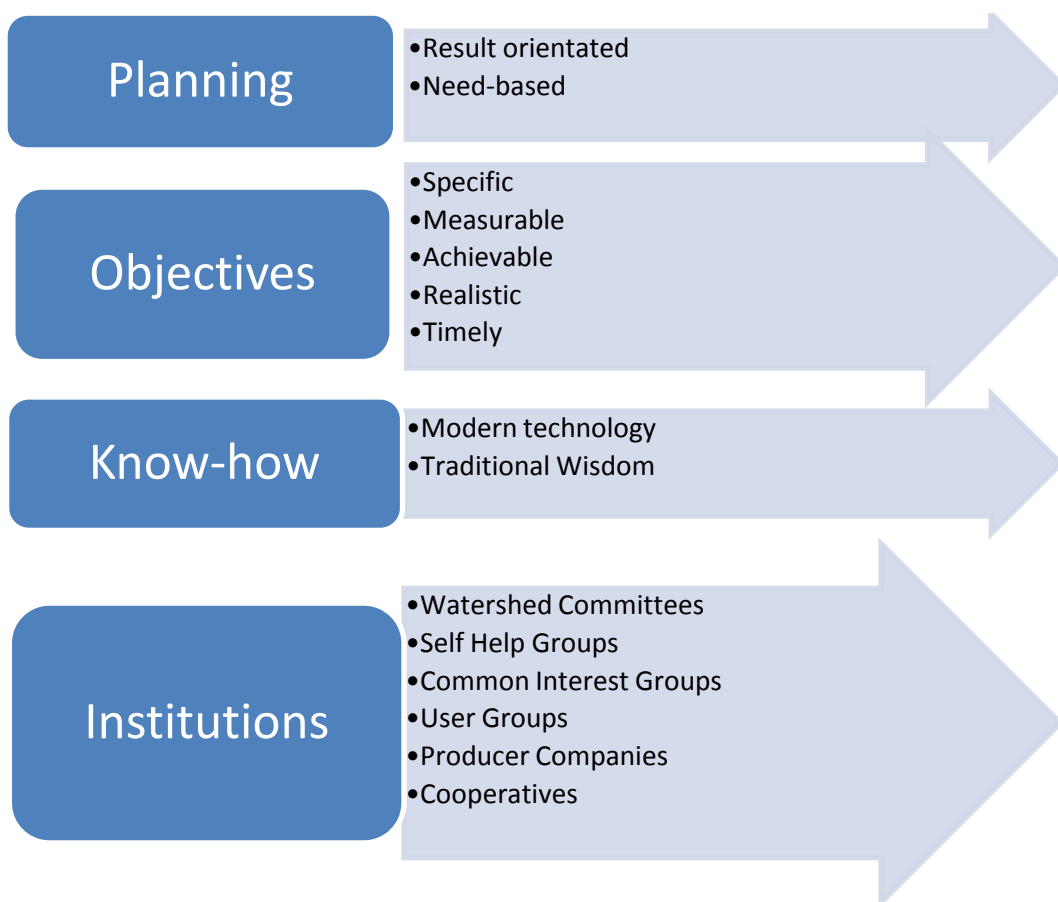 Planning
•Result orientated
•Need-based
Objectives
•Specific
•Measurable
•Achievable
•Realistic
•Timely
Know-how
•Modern technology
•Traditional Wisdom
Institutions
•Watershed Committees
•Self Help Groups
•Common Interest Groups
•User Groups
•Producer Companies
•Cooperatives